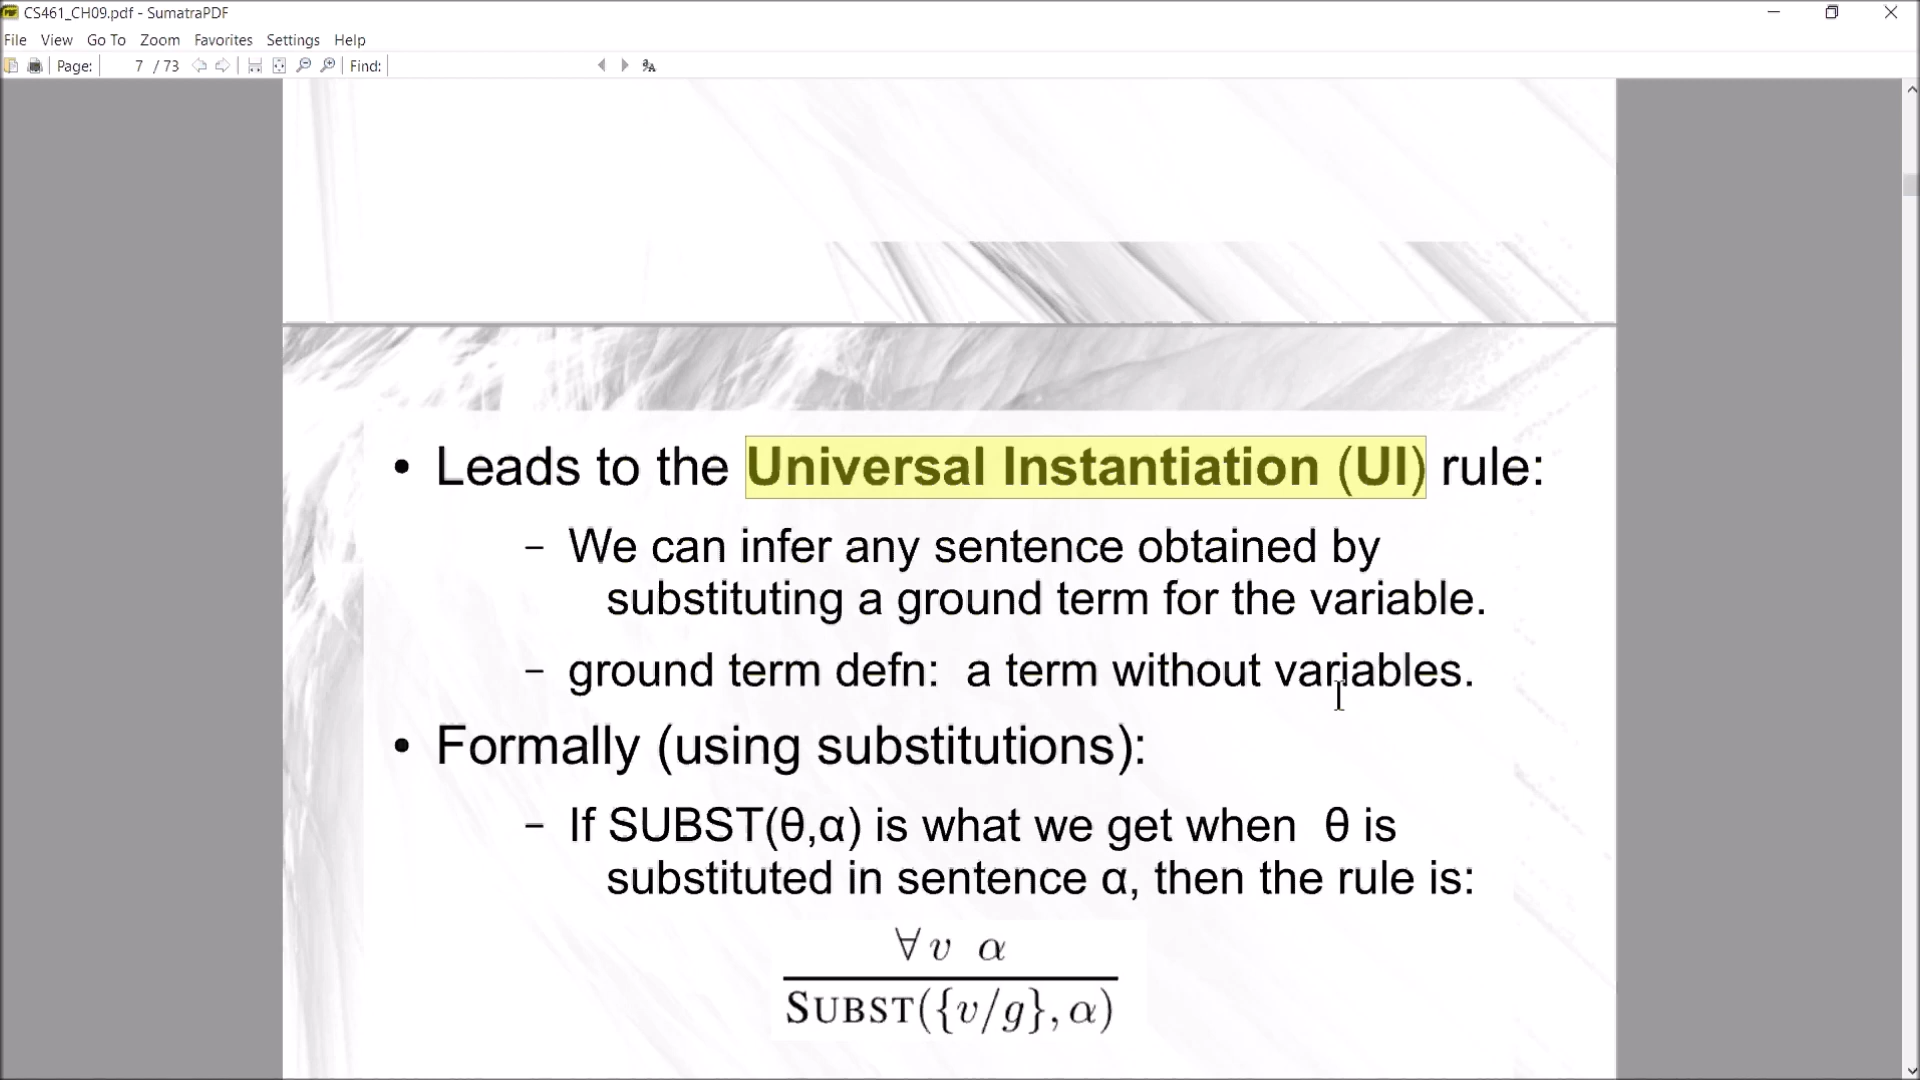 CS461_CH09.pdf - SumatraPDF
File View Go To Zoom Favorites Settings Help
Page: 7 / 73 Find:
• Leads to the Universal Instantiation (UI) rule:
– We can infer any sentence obtained by
substituting a ground term for the variable.
– ground term defn: a term without variables.
• Formally (using substitutions):
– If SUBST(θ,α) is what we get when θ is
substituted in sentence α, then the rule is:
∀ v α
SUBST({v/g}, α)